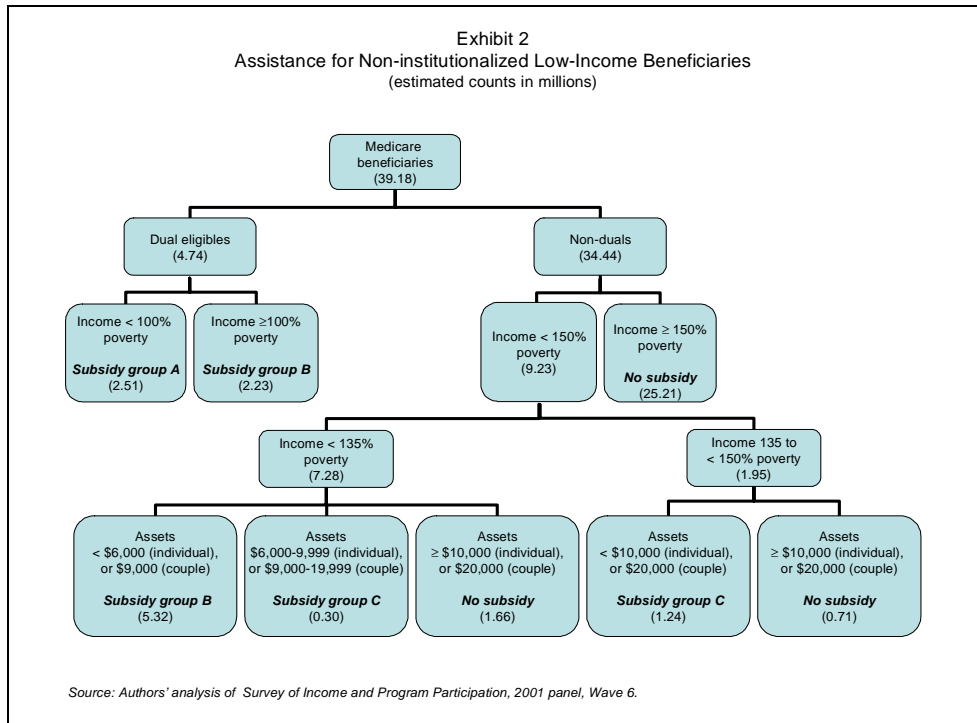 Exhibit 2
Assistance for Non-institutionalized Low-Income Beneficiaries
(estimated counts in millions)
Medicare
beneficiaries
(39.18)
Dual eligibles
(4.74)
Non-duals
(34.44)
Income < 100%
poverty
Subsidy group A
(2.51)
Income ≥100%
poverty
Subsidy group B
(2.23)
Income < 150%
poverty
(9.23)
Income ≥ 150%
poverty
No subsidy
(25.21)
Income < 135%
poverty
(7.28)
Income 135 to
< 150% poverty
(1.95)
Assets
< $6,000 (individual),
or $9,000 (couple)
Subsidy group B
(5.32)
Assets
$6,000-9,999 (individual),
or $9,000-19,999 (couple)
Subsidy group C
(0.30)
Assets
≥ $10,000 (individual),
or $20,000 (couple)
No subsidy
(1.66)
Assets
< $10,000 (individual),
or $20,000 (couple)
Subsidy group C
(1.24)
Assets
≥ $10,000 (individual),
or $20,000 (couple)
No subsidy
(0.71)
Source: Authors' analysis of Survey of Income and Program Participation, 2001 panel, Wave 6.